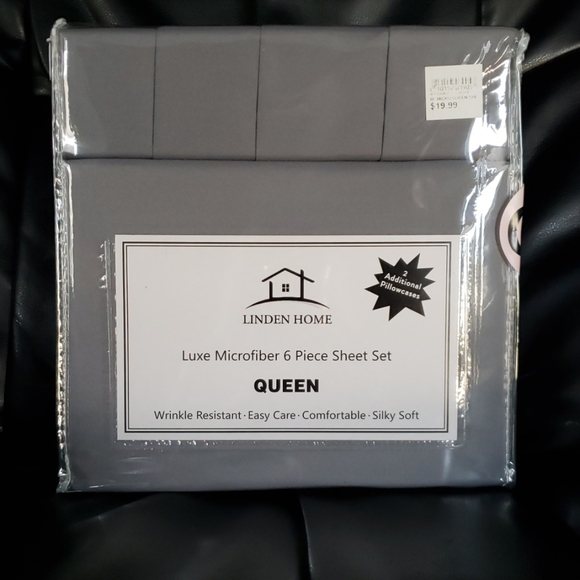 $19.99
2
Additional
Pillowcases
LINDEN HOME
Luxe Microfiber 6 Piece Sheet Set
QUEEN
Wrinkle Resistant · Easy Care · Comfortable · Silky Soft